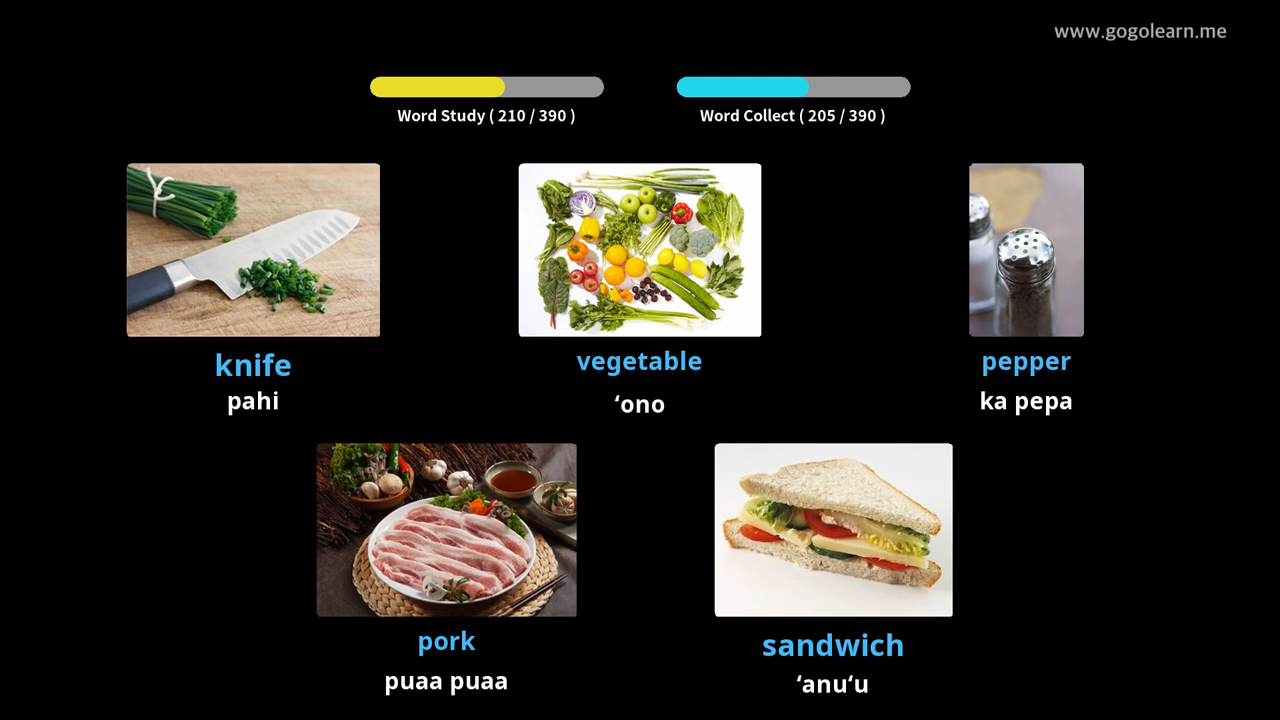 www.gogolearn.me
Word Study ( 210 / 390 )
Word Collect ( 205 / 390 )
knife
pahi
vegetable
ʻono
pepper
ka pepa
pork
puaa puaa
sandwich
ʻanuʻu